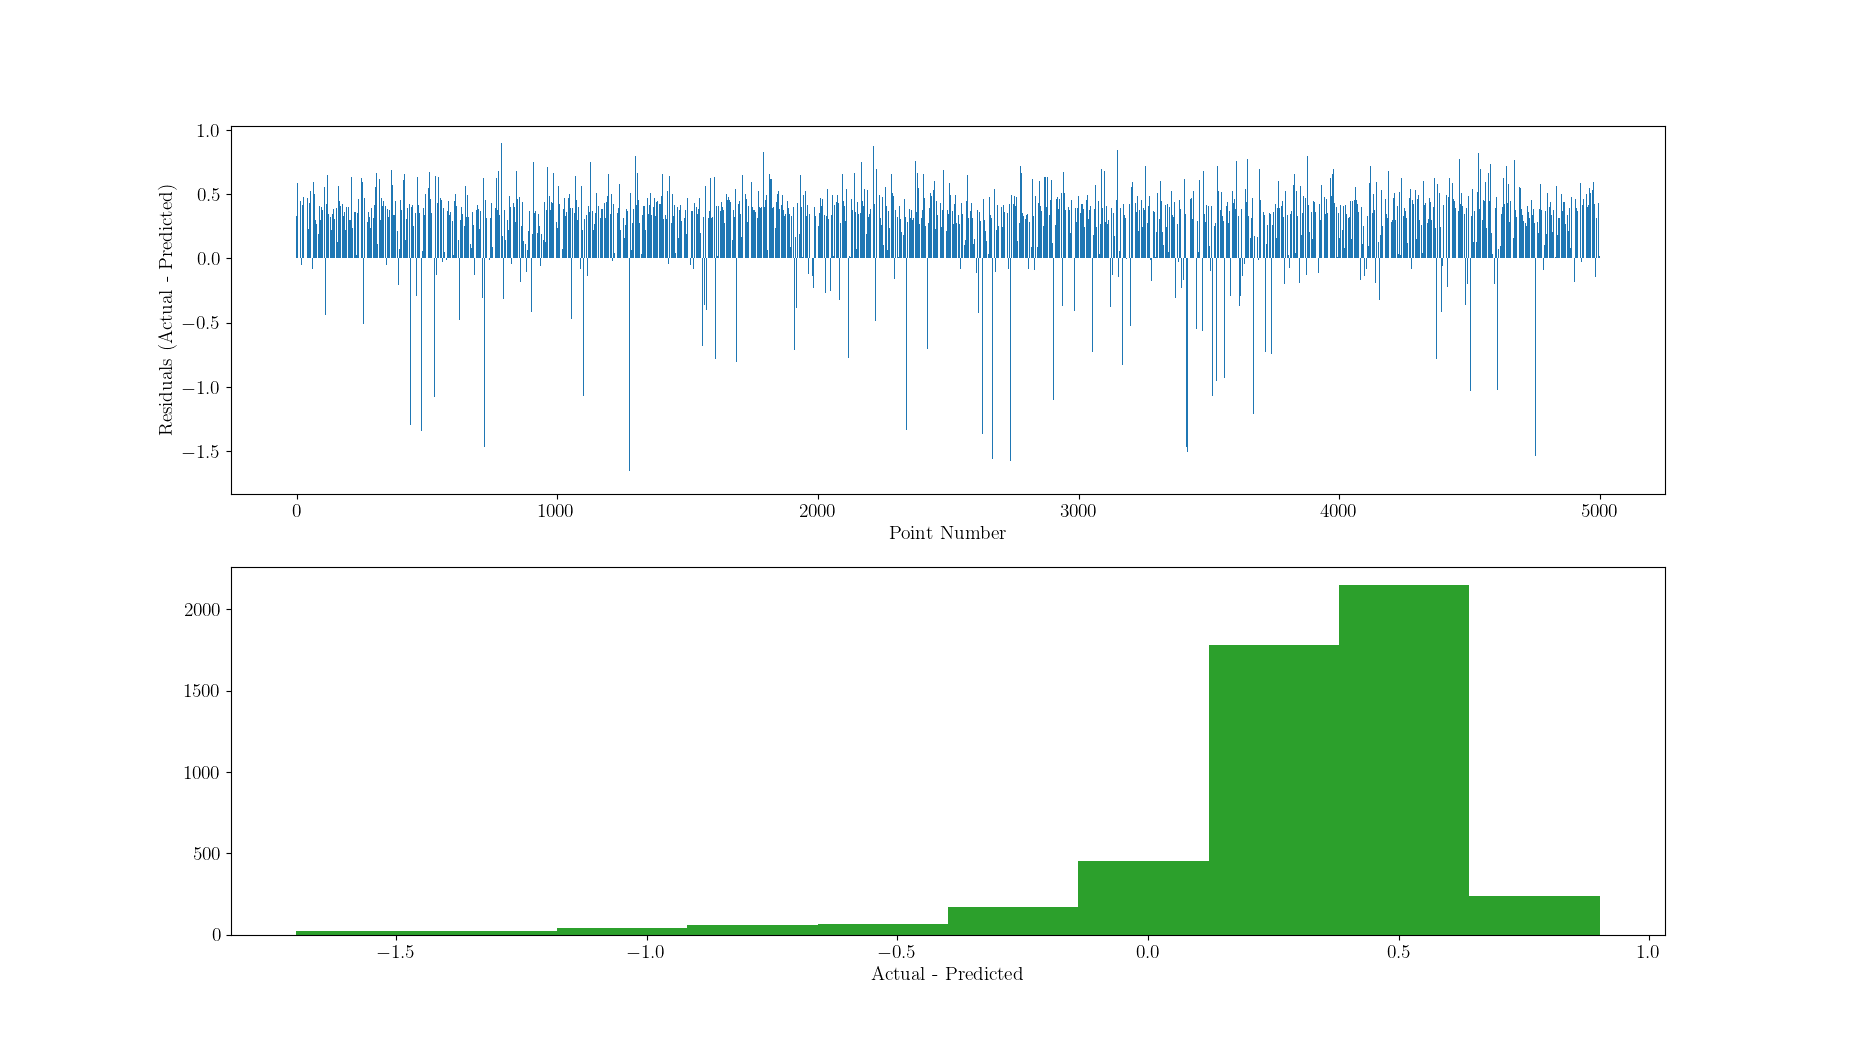 1.0
0.5
0.0
−0.5
−1.0
−1.5
Residuals (Actual - Predicted)
0 1000 2000 3000 4000 5000
Point Number
2000
1500
1000
500
0
−1.5 −1.0 −0.5 0.0 0.5 1.0
Actual - Predicted